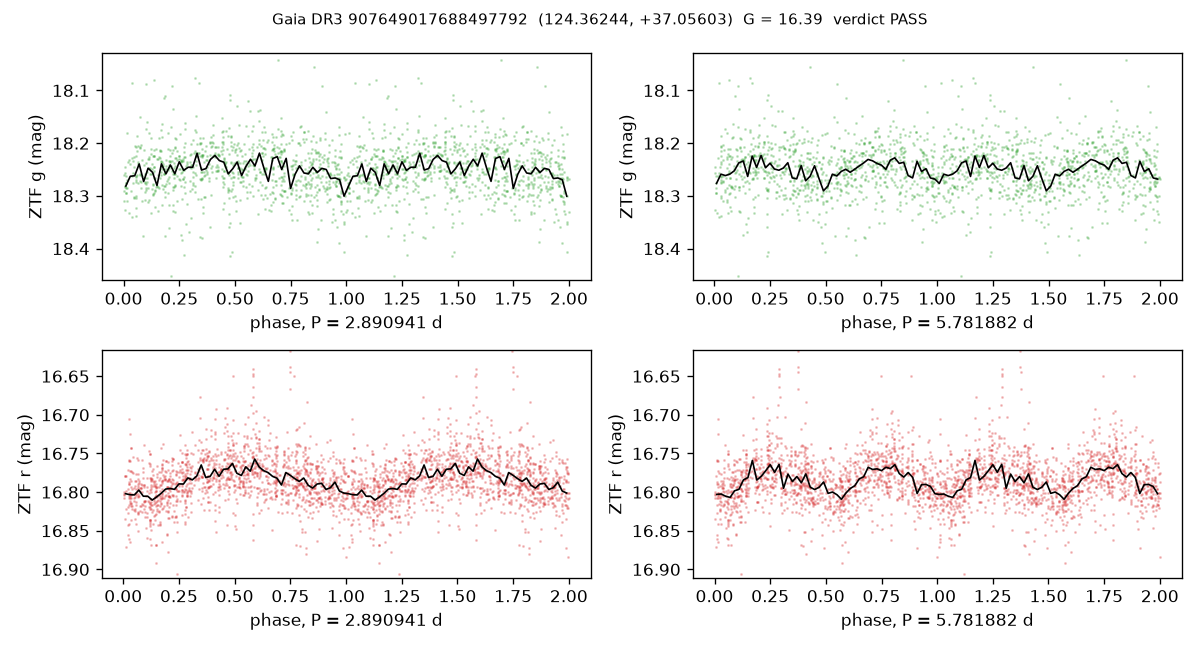 Gaia DR3 907649017688497792 (124.36244, +37.05603) G = 16.39 verdict PASS
ZTF g (mag)
18.1
18.2
18.3
18.4
0.00 0.25 0.50 0.75 1.00 1.25 1.50 1.75 2.00
phase, P = 2.890941 d
ZTF g (mag)
18.1
18.2
18.3
18.4
0.00 0.25 0.50 0.75 1.00 1.25 1.50 1.75 2.00
phase, P = 5.781882 d
ZTF r (mag)
16.65
16.70
16.75
16.80
16.85
16.90
0.00 0.25 0.50 0.75 1.00 1.25 1.50 1.75 2.00
phase, P = 2.890941 d
ZTF r (mag)
16.65
16.70
16.75
16.80
16.85
16.90
0.00 0.25 0.50 0.75 1.00 1.25 1.50 1.75 2.00
phase, P = 5.781882 d